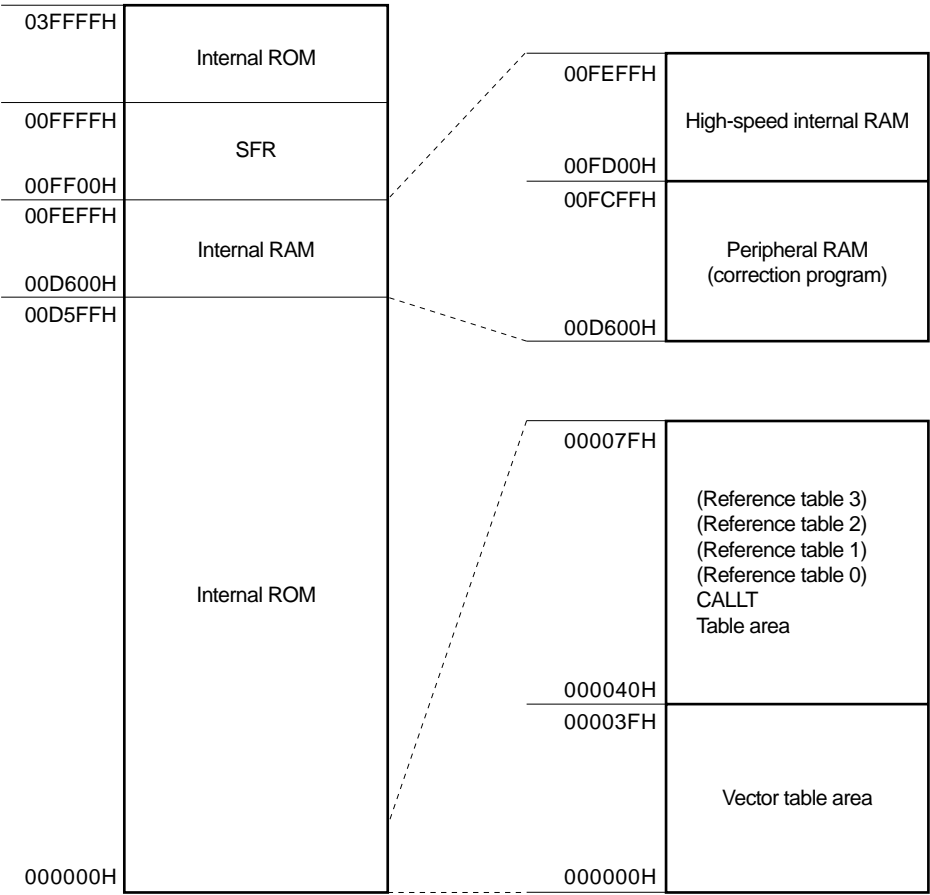 03FFFFH
Internal ROM
00FFFFH
SFR
00FF00H
00FEFFH
Internal RAM
00D600H
00D5FFH
Internal ROM
000000H
00FEFFH
High-speed internal RAM
00FD00H
00FCFFH
Peripheral RAM
(correction program)
00D600H
00007FH
(Reference table 3)
(Reference table 2)
(Reference table 1)
(Reference table 0)
CALLT
Table area
000040H
00003FH
Vector table area
000000H